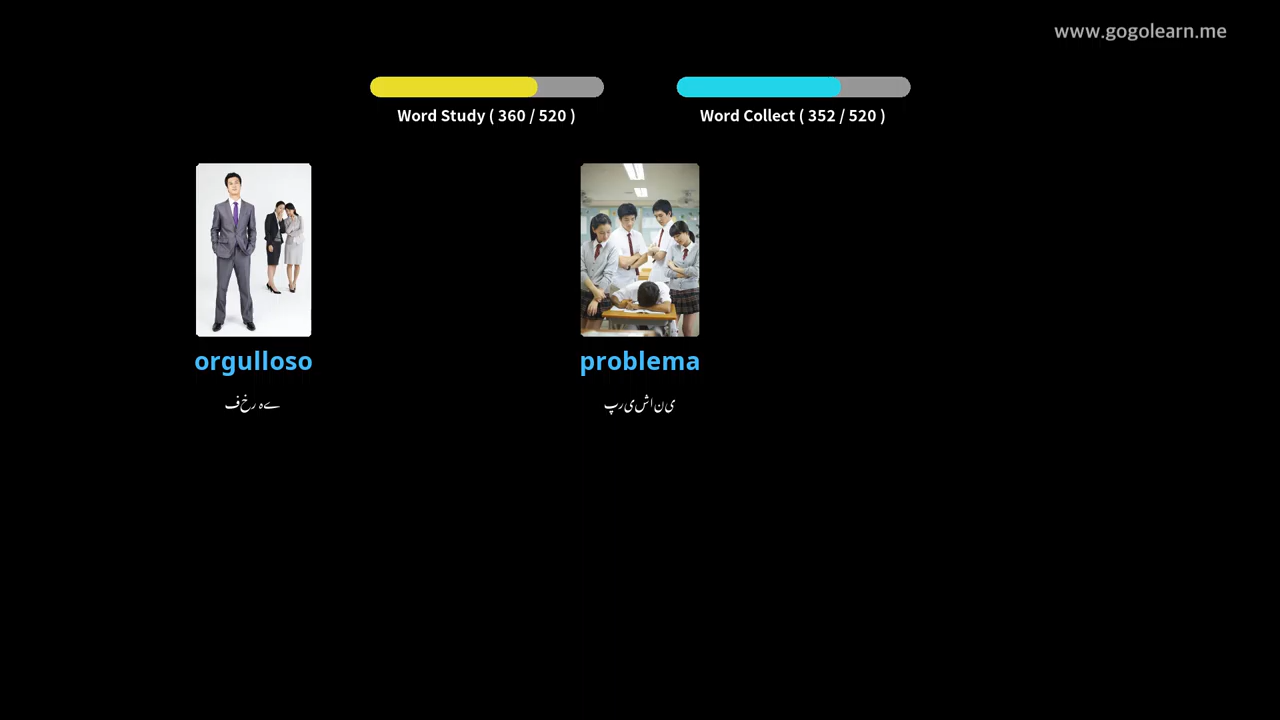 www.gogolearn.me
Word Study ( 360 / 520 )
Word Collect ( 352 / 520 )
orgulloso
problema
فخر ہے
پریشانی